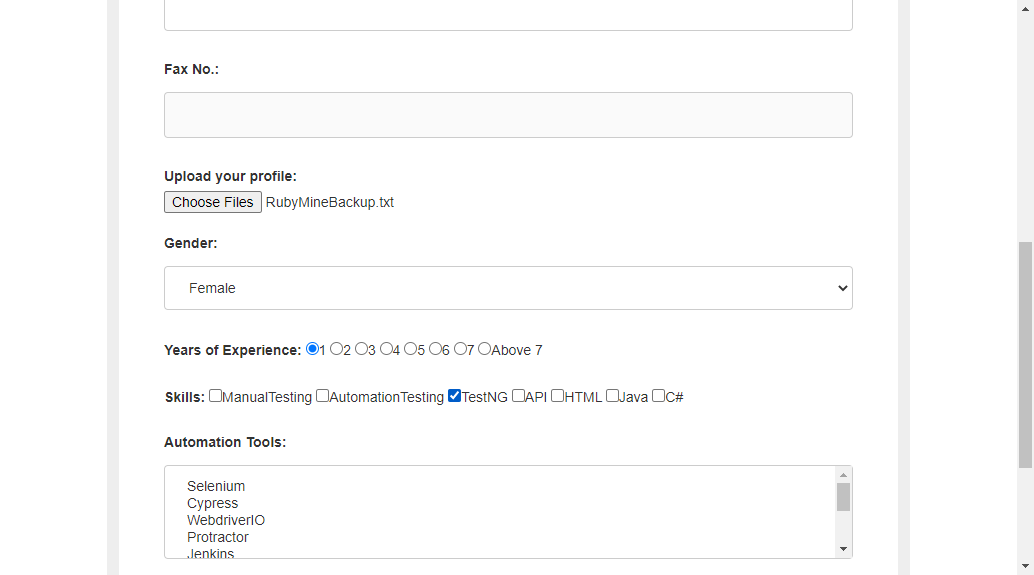 Fax No.:
Upload your profile:
Choose Files RubyMineBackup.txt
Gender:
Female
Years of Experience: 1 2 3 4 5 6 7 Above 7
Skills: ManualTesting AutomationTesting TestNG API HTML Java C#
Automation Tools:
Selenium
Cypress
WebdriverIO
Protractor
Jenkins